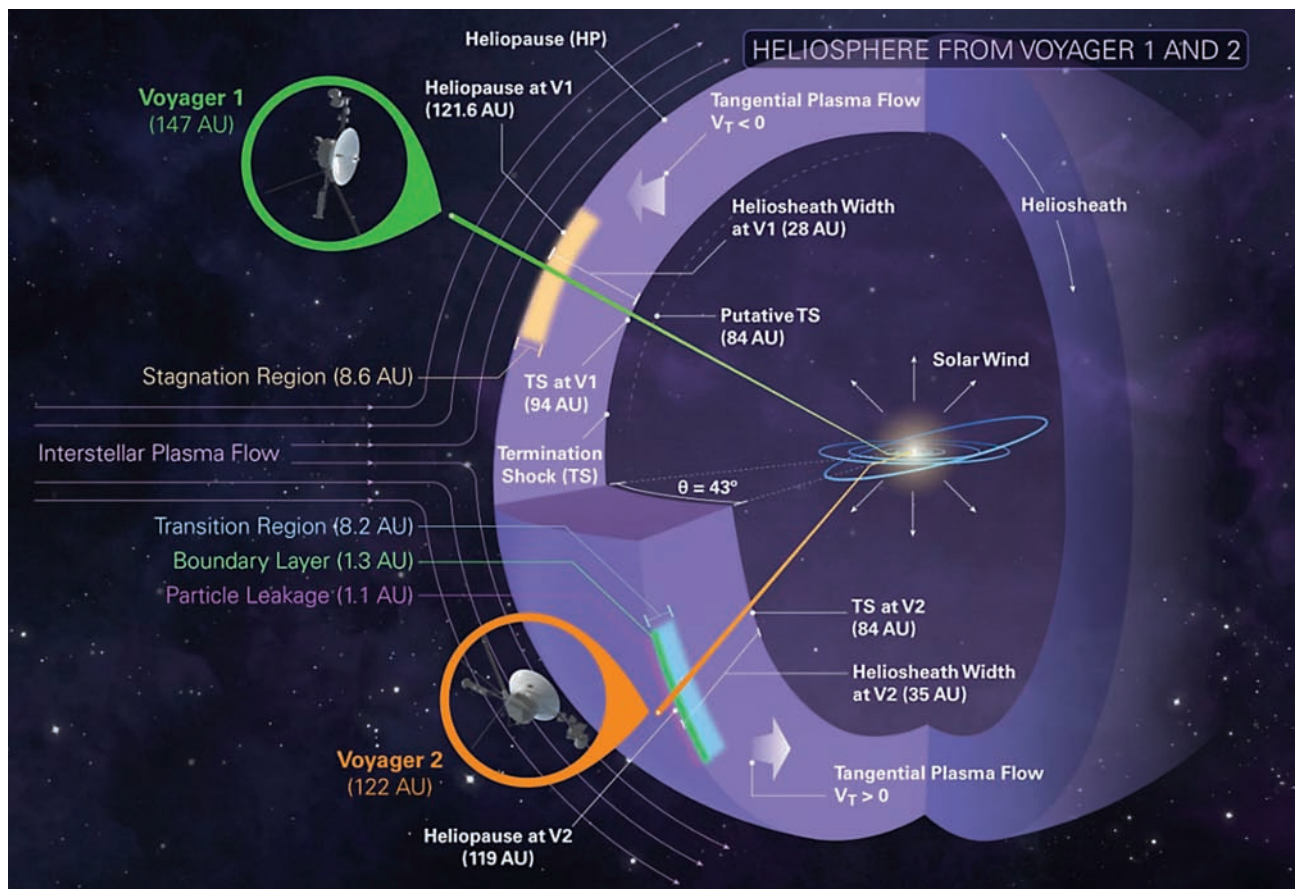 HELIOSPHERE FROM VOYAGER 1 AND 2
Heliopause (HP)
Voyager 1
(147 AU)
Heliopause at V1
(121.6 AU)
Tangential Plasma Flow
V_T < 0
Heliosheath Width
at V1 (28 AU)
Heliosheath
Putative TS
(84 AU)
Solar Wind
Stagnation Region (8.6 AU)
TS at V1
(94 AU)
Interstellar Plasma Flow
Termination
Shock (TS)
θ = 43°
Transition Region (8.2 AU)
Boundary Layer (1.3 AU)
Particle Leakage (1.1 AU)
TS at V2
(84 AU)
Heliosheath Width
at V2 (35 AU)
Voyager 2
(122 AU)
Tangential Plasma Flow
V_T > 0
Heliopause at V2
(119 AU)